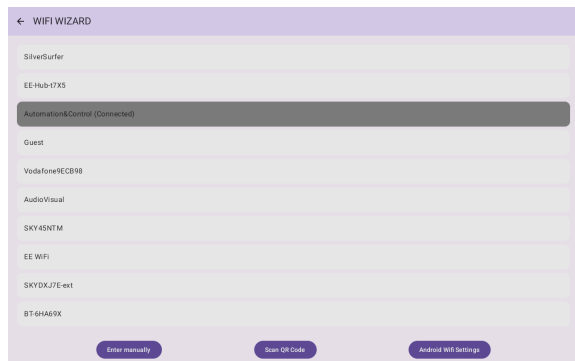 WIFI WIZARD
SilverSurfer
EE-Hub-t7X5
Automation&Control (Connected)
Guest
Vodafone9ECB98
AudioVisual
SKY45NTM
EE WiFi
SKYDXJ7E-ext
BT-6HA69X
Enter manually
Scan QR Code
Android Wifi Settings